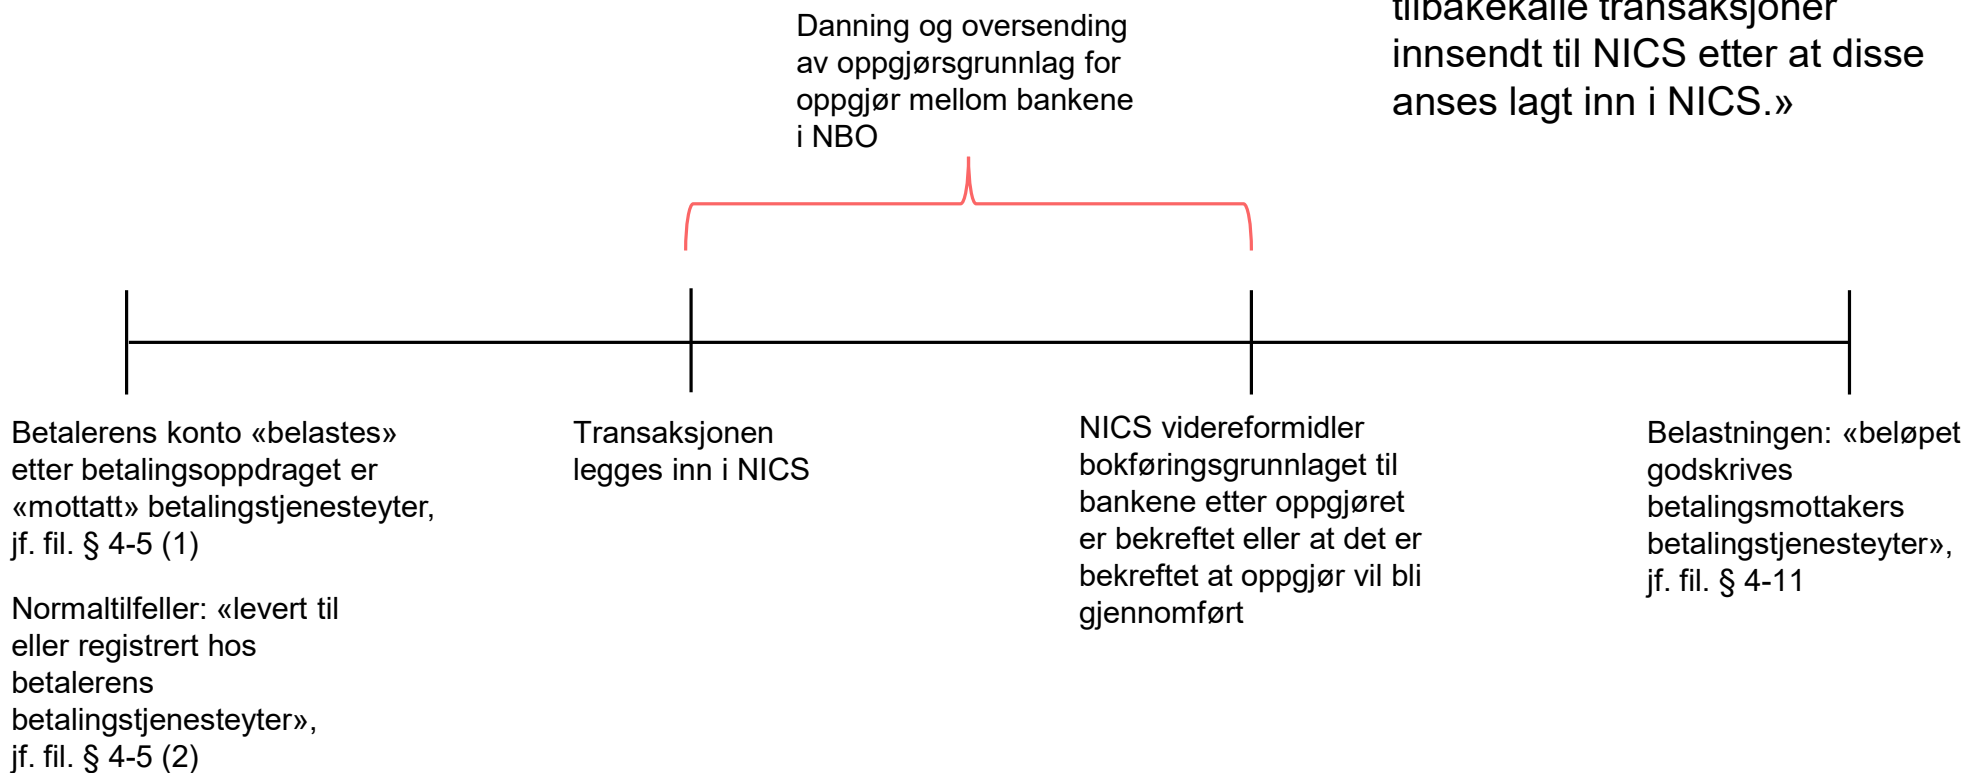 Danning og oversending
av oppgjørsgrunnlag for
oppgjør mellom bankene
i NBO
tilbakekalle transaksjoner
innsendt til NICS etter at disse
anses lagt inn i NICS.»
Betalerens konto «belastes»
etter betalingsoppdraget er
«mottatt» betalingstjenesteyter,
jf. fil. § 4-5 (1)
Normaltilfeller: «levert til
eller registrert hos
betalerens
betalingstjenesteyter»,
jf. fil. § 4-5 (2)
Transaksjonen
legges inn i NICS
NICS videreformidler
bokføringsgrunnlaget til
bankene etter oppgjøret
er bekreftet eller at det er
bekreftet at oppgjør vil bli
gjennomført
Belastningen: «beløpet
godskrives
betalingsmottakers
betalingstjenesteyter»,
jf. fil. § 4-11